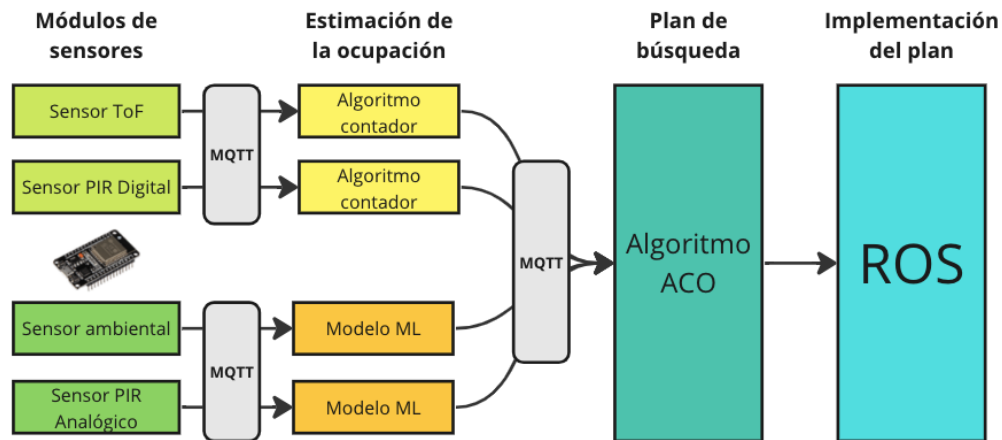 Módulos de
sensores
Estimación de
la ocupación
Plan de
búsqueda
Implementación
del plan
Sensor ToF
MQTT
Algoritmo
contador
Sensor PIR Digital
Algoritmo
contador
MQTT
Algoritmo
ACO
ROS
Sensor ambiental
MQTT
Modelo ML
Sensor PIR
Analógico
Modelo ML